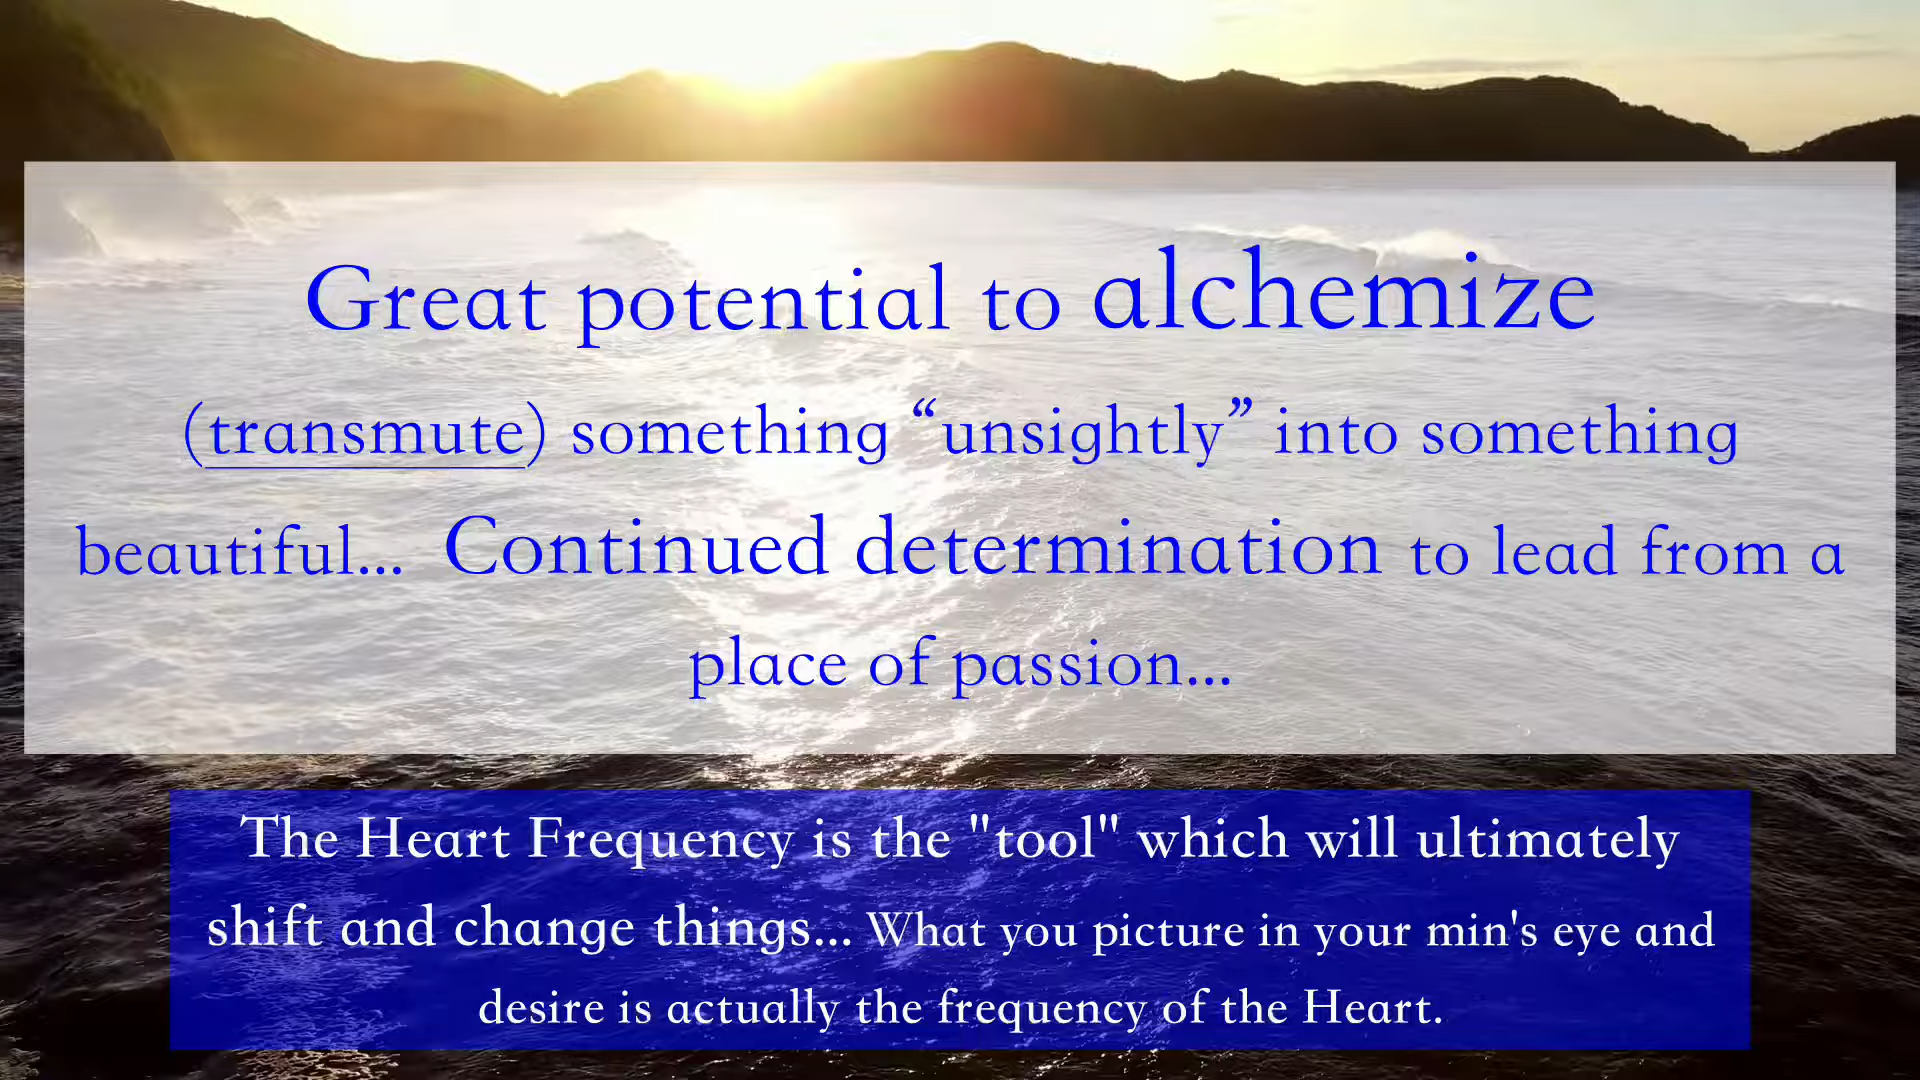 Great potential to alchemize
(transmute) something “unsightly” into something
beautiful... Continued determination to lead from a
place of passion...
The Heart Frequency is the "tool" which will ultimately
shift and change things... What you picture in your min's eye and
desire is actually the frequency of the Heart.